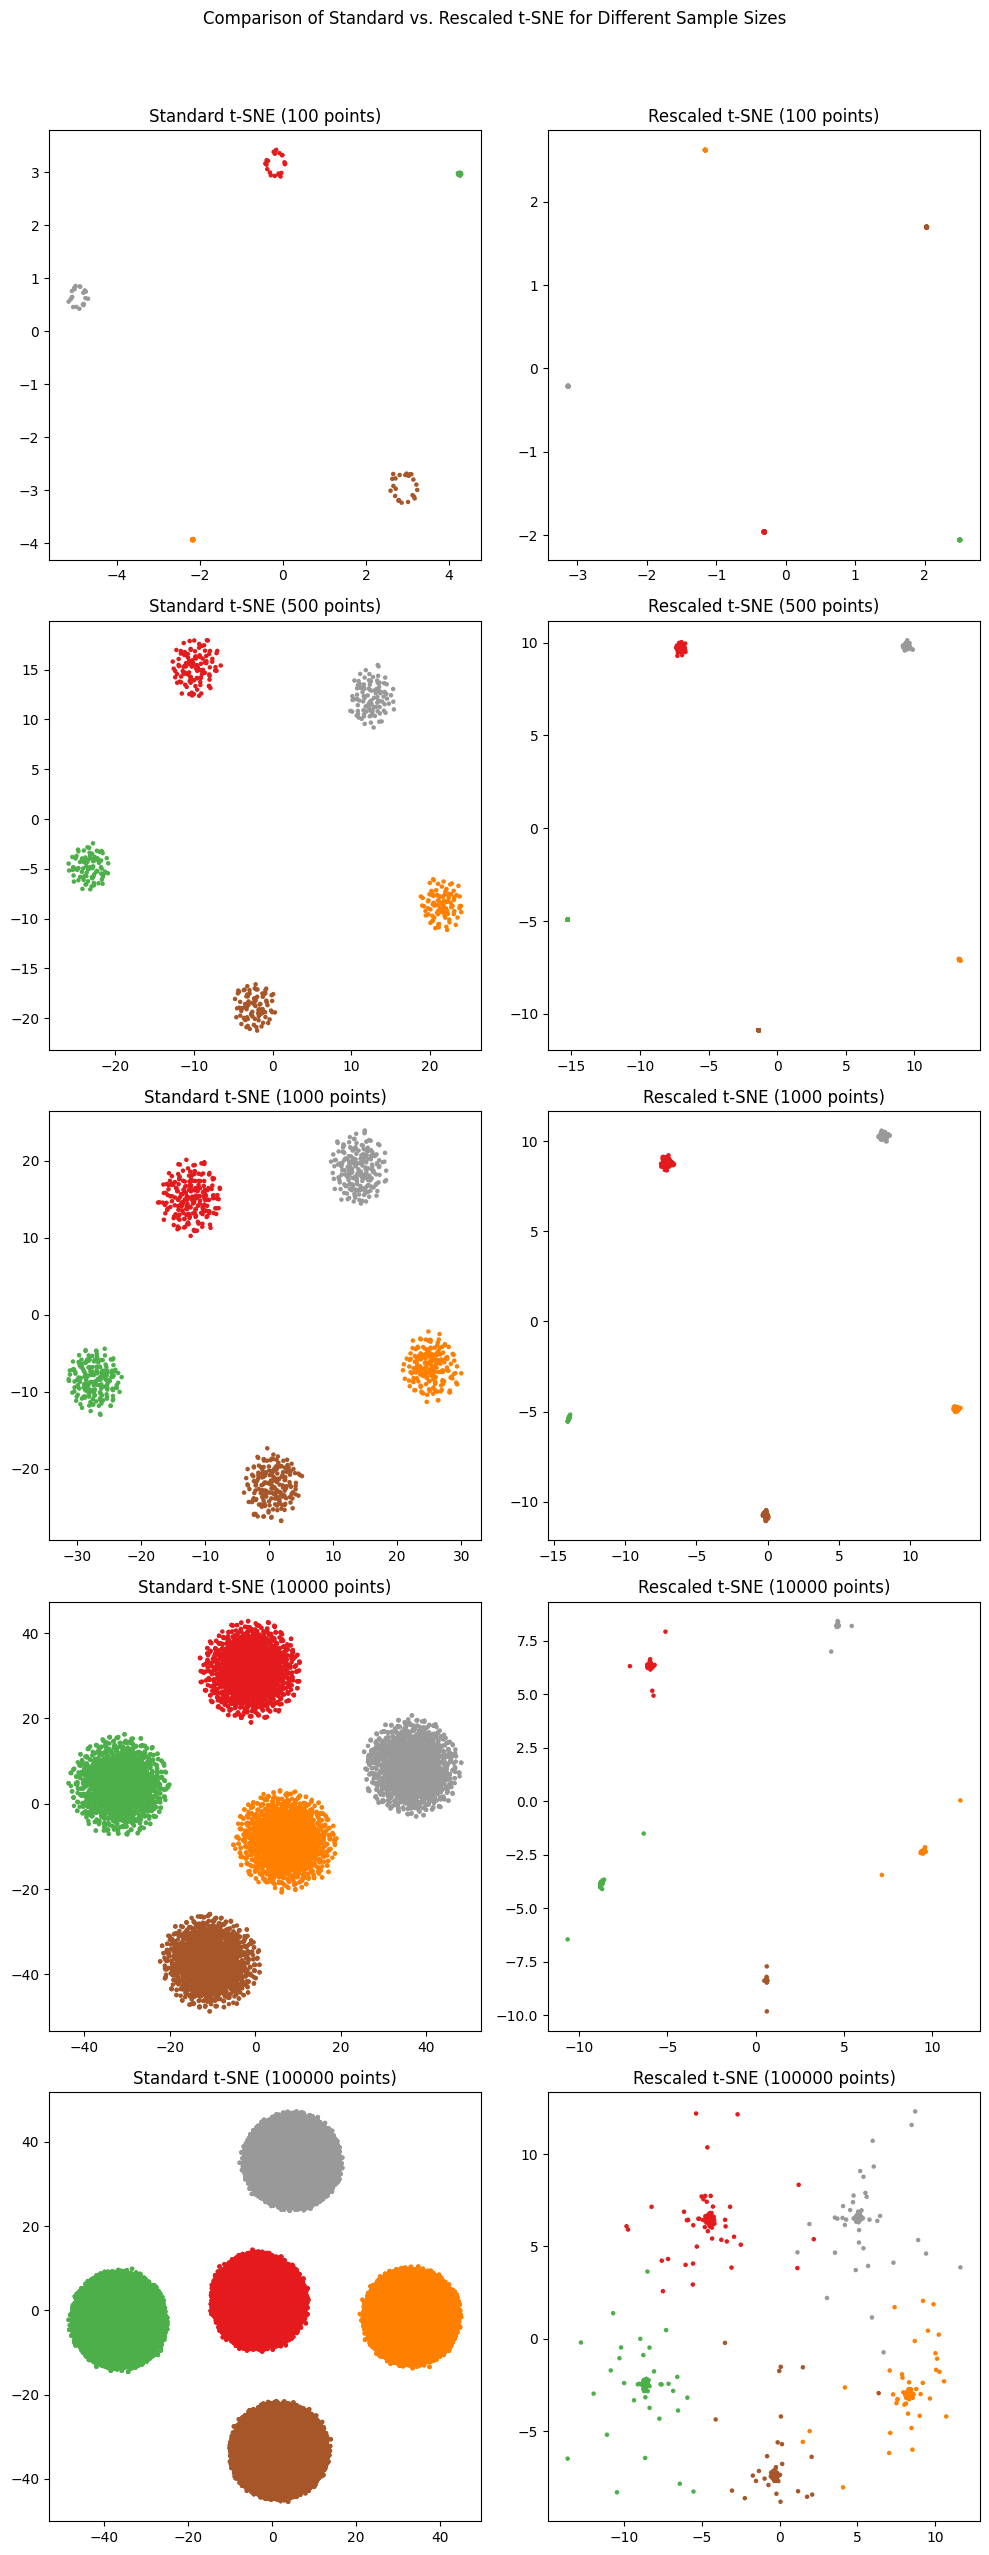 Comparison of Standard vs. Rescaled t-SNE for Different Sample Sizes
Standard t-SNE (100 points)
3
2
1
0
−1
−2
−3
−4
−4 −2 0 2 4
Rescaled t-SNE (100 points)
2
1
0
−1
−2
−3 −2 −1 0 1 2
Standard t-SNE (500 points)
15
10
5
0
−5
−10
−15
−20
−20 −10 0 10 20
Rescaled t-SNE (500 points)
10
5
0
−5
−10
−15 −10 −5 0 5 10
Standard t-SNE (1000 points)
20
10
0
−10
−20
−30 −20 −10 0 10 20 30
Rescaled t-SNE (1000 points)
10
5
0
−5
−10
−15 −10 −5 0 5 10
Standard t-SNE (10000 points)
40
20
0
−20
−40
−40 −20 0 20 40
Rescaled t-SNE (10000 points)
7.5
5.0
2.5
0.0
−2.5
−5.0
−7.5
−10.0
−10 −5 0 5 10
Standard t-SNE (100000 points)
40
20
0
−20
−40
−40 −20 0 20 40
Rescaled t-SNE (100000 points)
10
5
0
−5
−10 −5 0 5 10